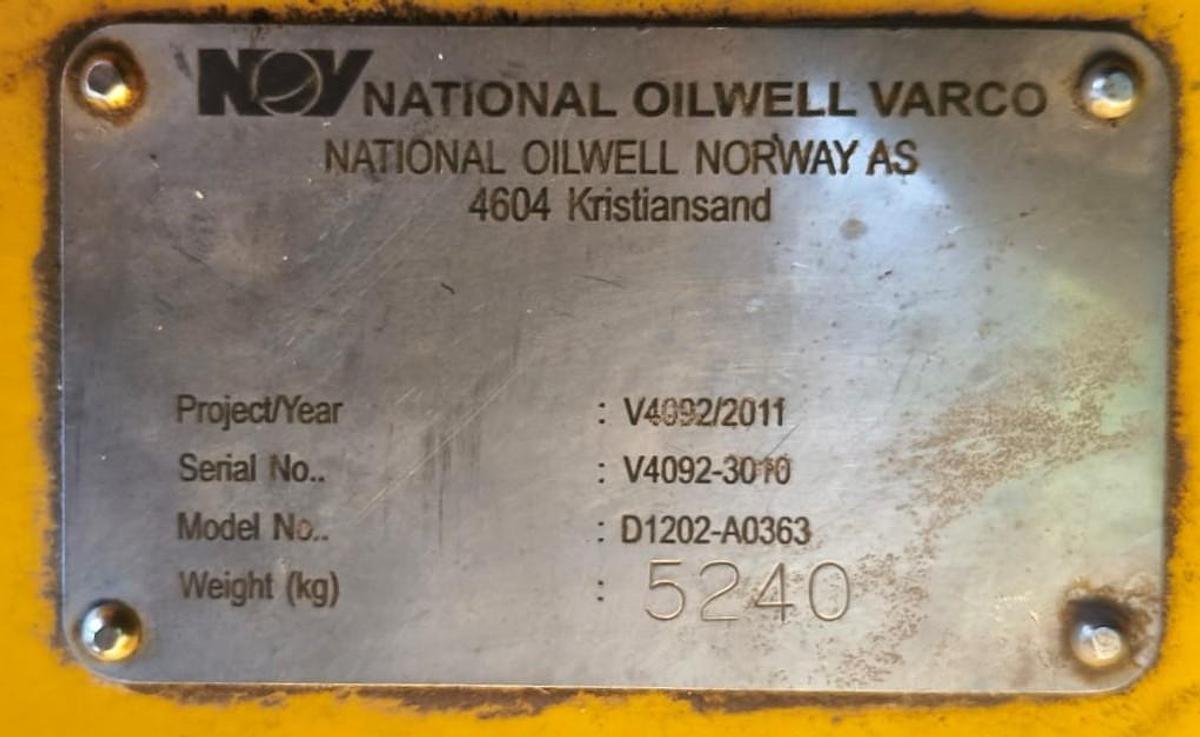 NOV NATIONAL OILWELL VARCO
NATIONAL OILWELL NORWAY AS
4604 Kristiansand
Project/Year : V4092/2011
Serial No.. : V4092-3010
Model No.. : D1202-A0363
Weight (kg) : 5240